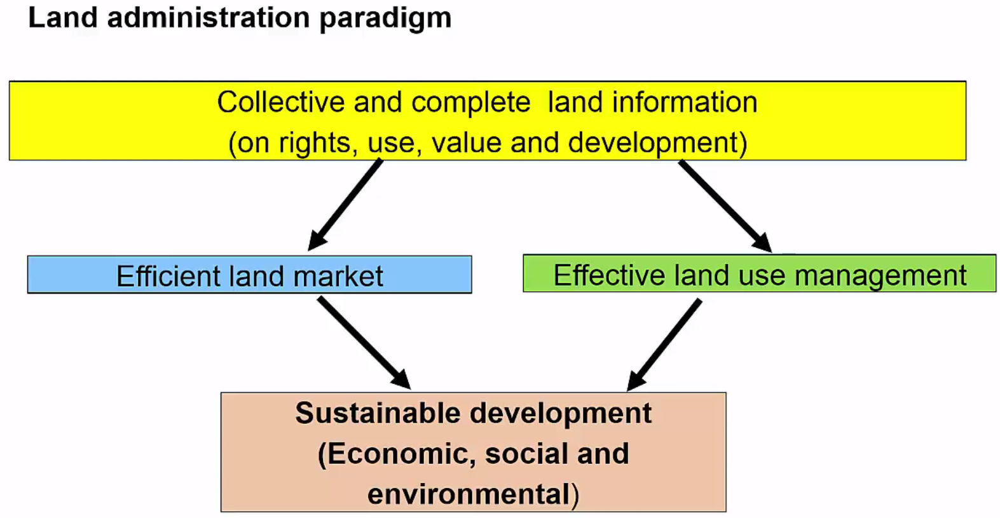 Land administration paradigm
Collective and complete  land information
(on rights, use, value and development)
Efficient land market
Effective land use management
Sustainable development
(Economic, social and
environmental)